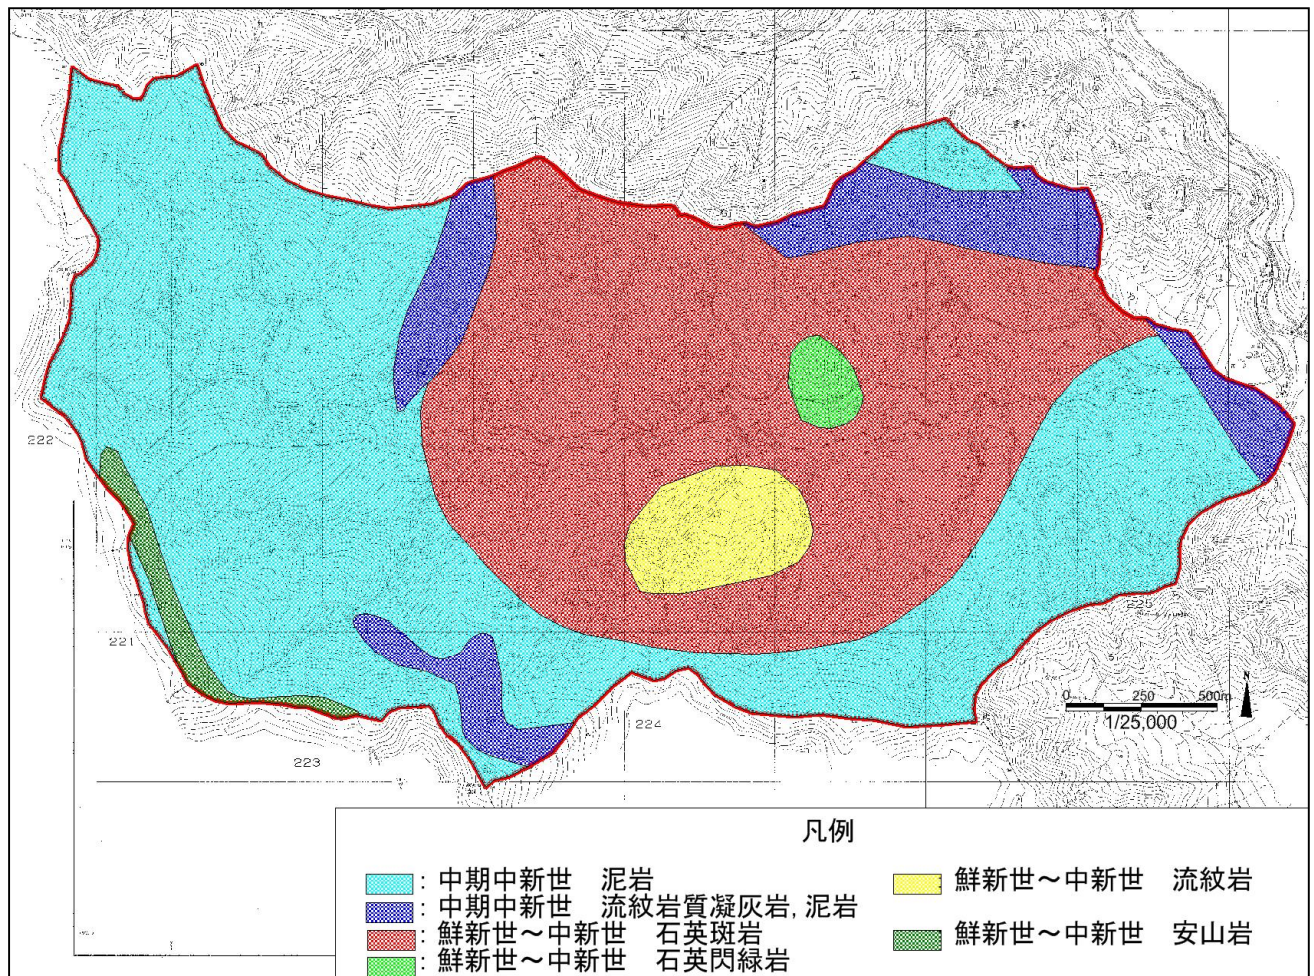 222
221
223
224
225
N
0 250 500m
1/25,000
凡例
: 中期中新世 泥岩
: 中期中新世 流紋岩質凝灰岩, 泥岩
: 鮮新世~中新世 石英斑岩
: 鮮新世~中新世 石英閃緑岩
鮮新世~中新世 流紋岩
鮮新世~中新世 安山岩